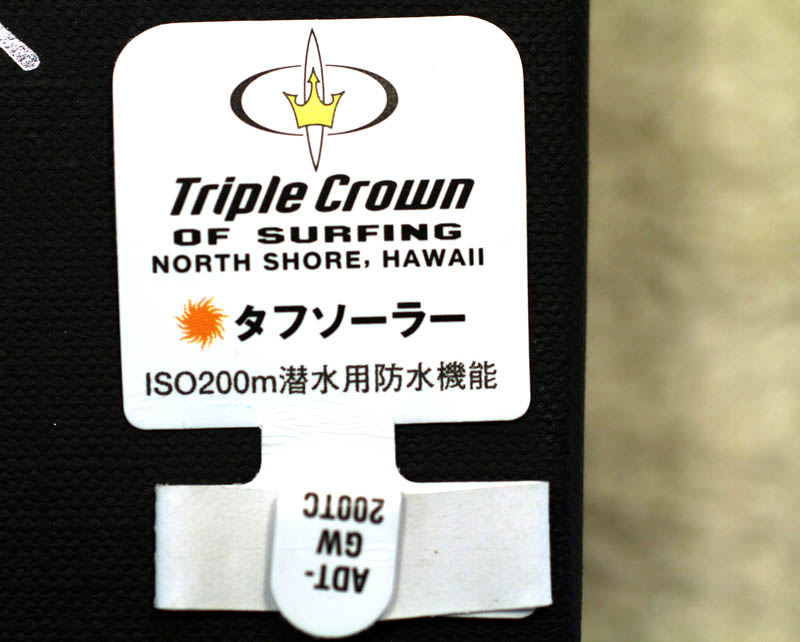 Triple Crown
OF SURFING
NORTH SHORE, HAWAII
タフソーラー
ISO200m潜水用防水機能
ADT-
GW
200TC